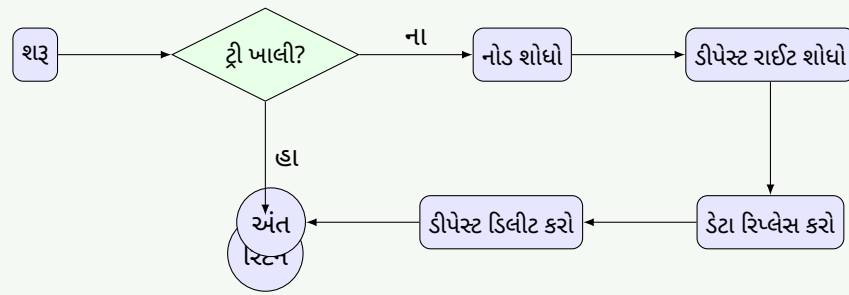 શરૂ
ટ્રી ખાલી?
ના
નોડ શોધો
ડીપેસ્ટ રાઈટ શોધો
હા
અંત
ડીપેસ્ટ ડિલીટ કરો
ડેટા રિપ્લેસ કરો